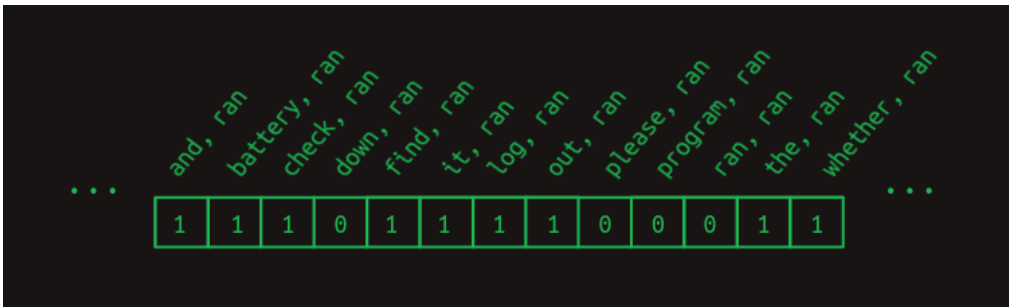 and, ran
battery, ran
check, ran
down, ran
find, ran
it, ran
log, ran
out, ran
please, ran
program, ran
ran, ran
the, ran
whether, ran
... ...
1 1 1 0 1 1 1 1 0 0 0 1 1